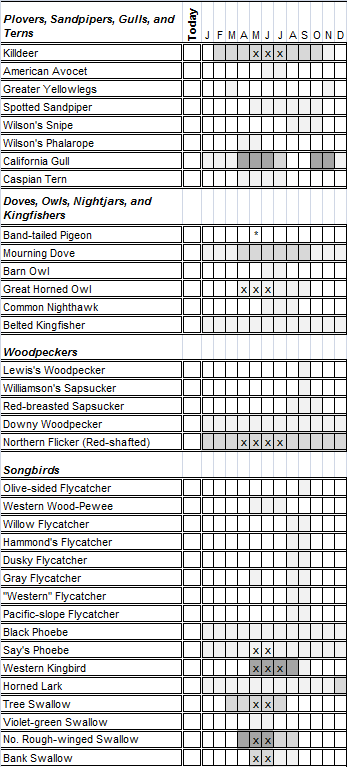 Plovers, Sandpipers, Gulls, and Terns Today J F M A M J J A S O N D
Killdeer x x x
American Avocet
Greater Yellowlegs
Spotted Sandpiper
Wilson's Snipe
Wilson's Phalarope
California Gull
Caspian Tern
Doves, Owls, Nightjars, and
Kingfishers
Band-tailed Pigeon *
Mourning Dove
Barn Owl
Great Horned Owl x x x
Common Nighthawk
Belted Kingfisher
Woodpeckers
Lewis's Woodpecker
Williamson's Sapsucker
Red-breasted Sapsucker
Downy Woodpecker
Northern Flicker (Red-shafted) x x x x
Songbirds
Olive-sided Flycatcher
Western Wood-Pewee
Willow Flycatcher
Hammond's Flycatcher
Dusky Flycatcher
Gray Flycatcher
"Western" Flycatcher
Pacific-slope Flycatcher
Black Phoebe
Say's Phoebe x x
Western Kingbird x x x
Horned Lark
Tree Swallow x x
Violet-green Swallow
No. Rough-winged Swallow x x
Bank Swallow x x